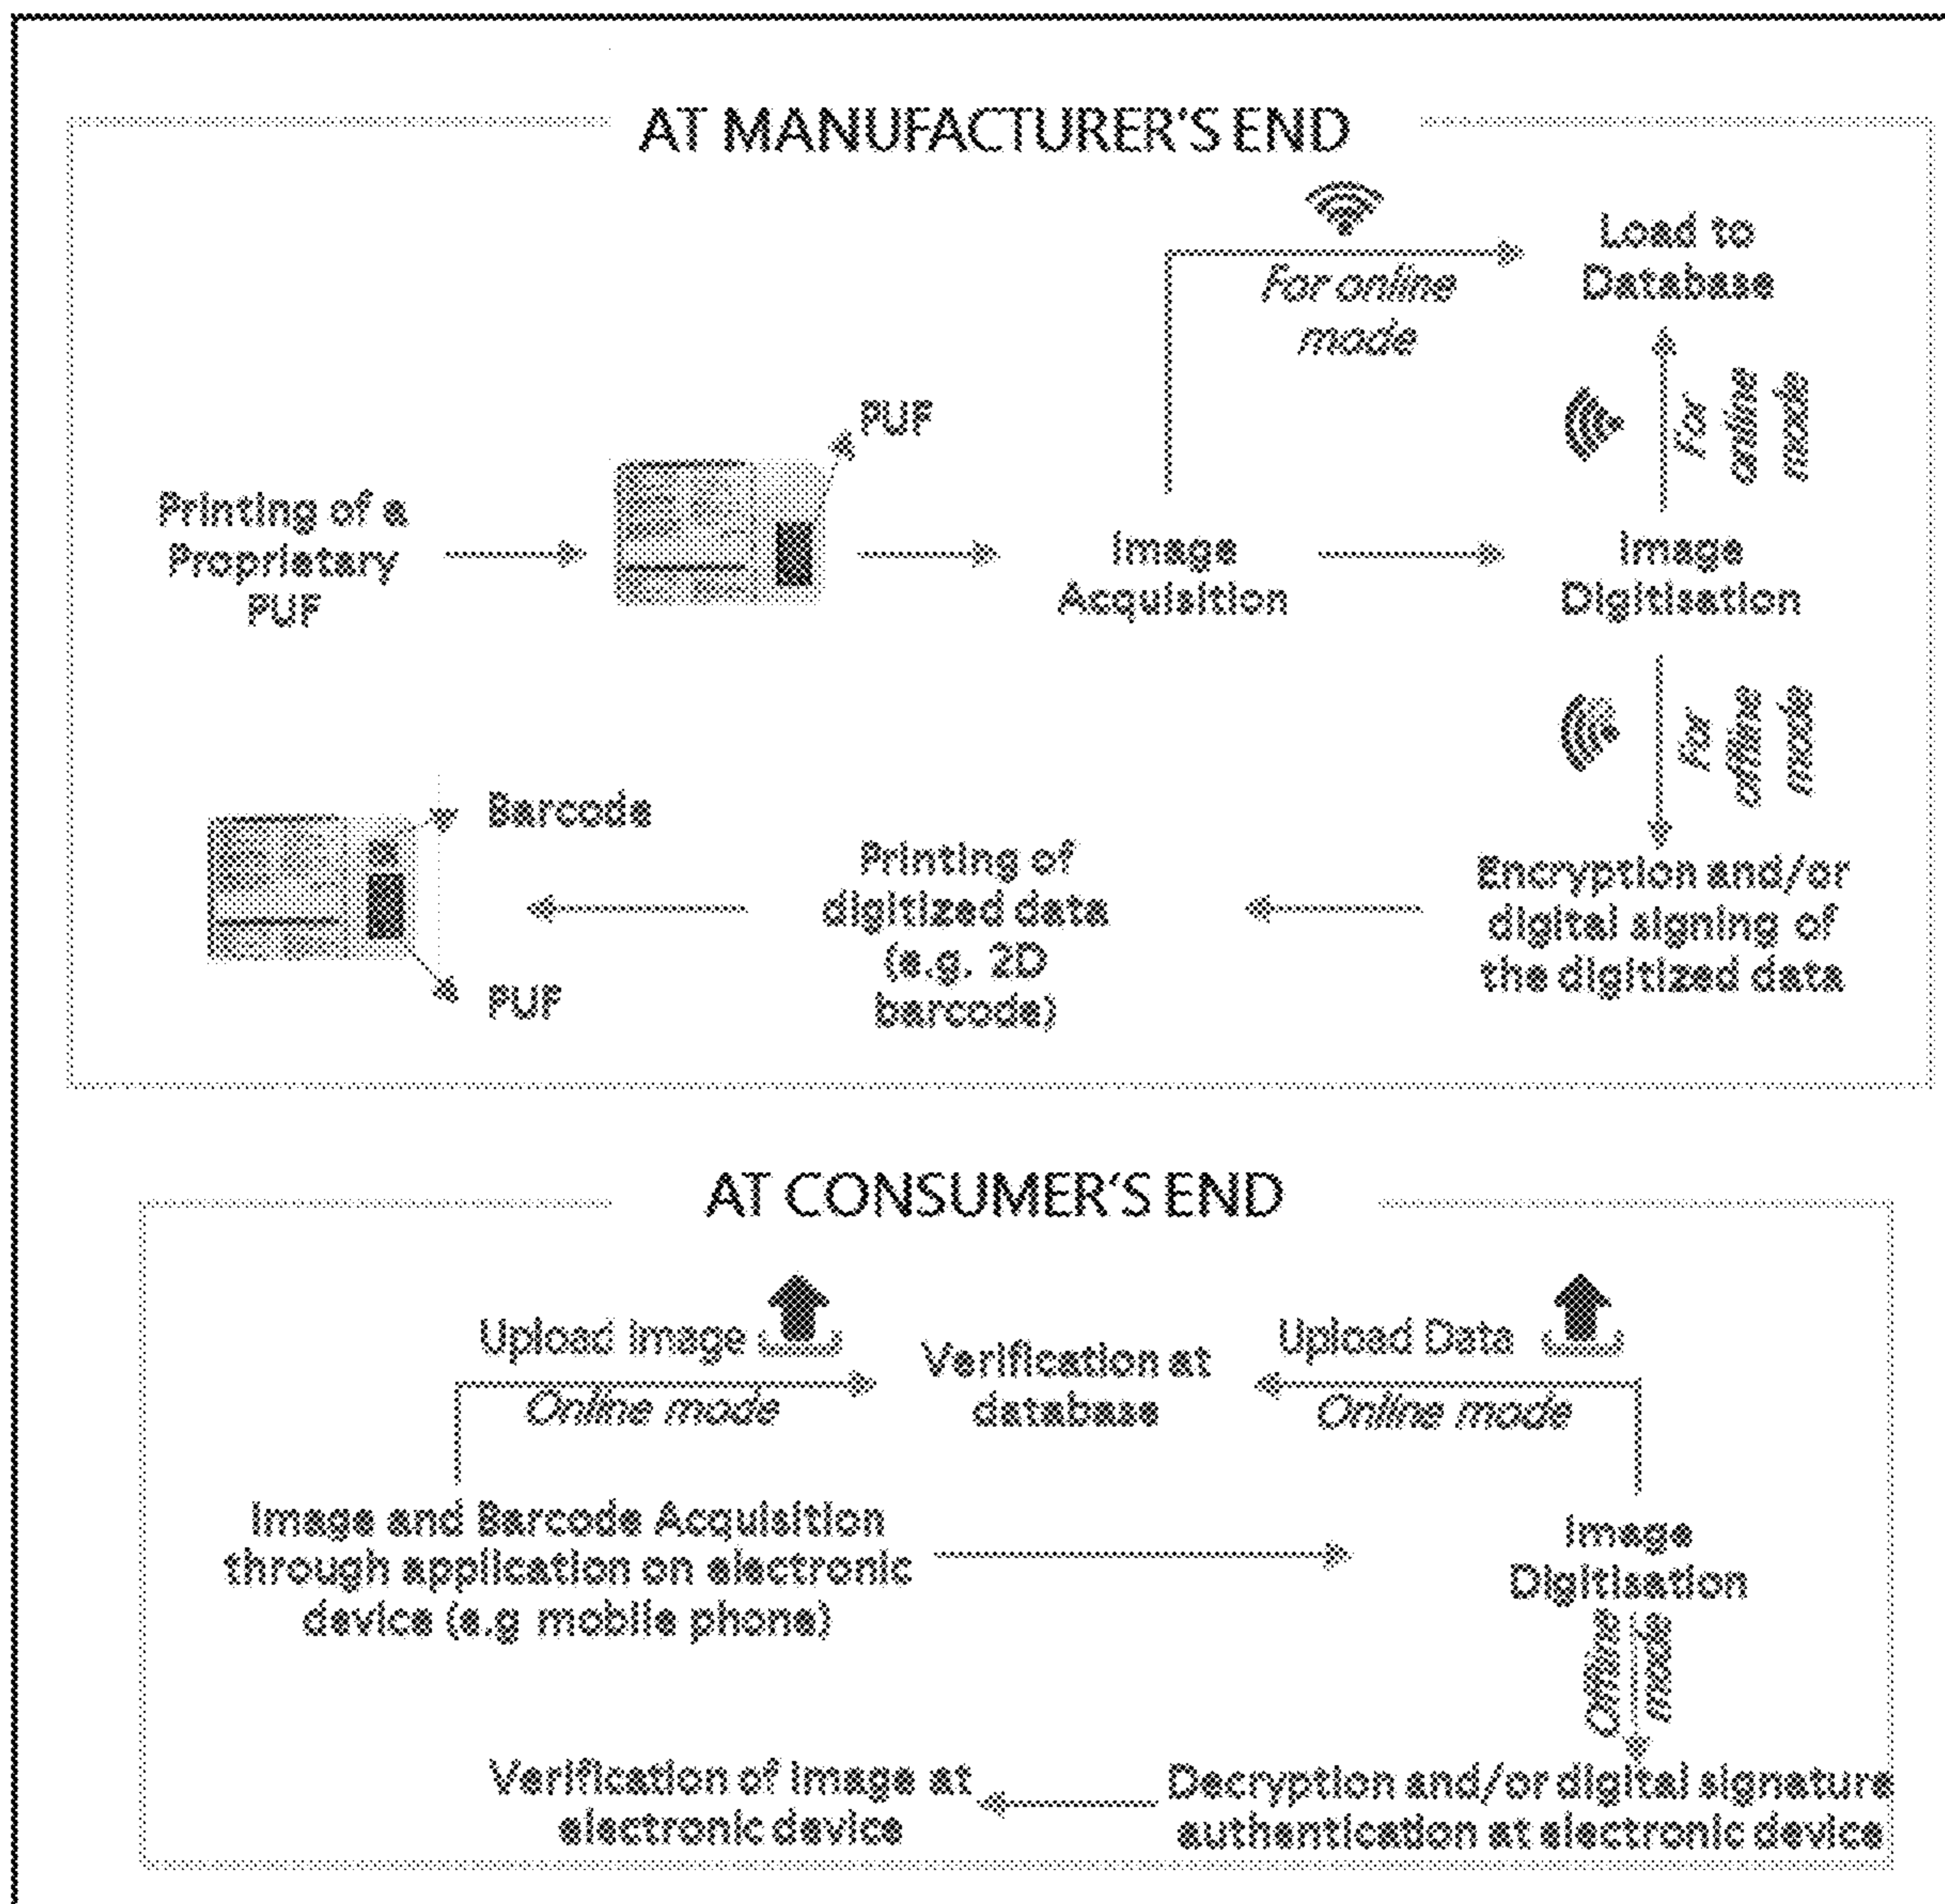 AT MANUFACTURER'S END
Load to
Database
For online
mode
For
online
mode
PUF
Printing of a
Proprietary
PUF
Image
Acquisition
Image
Digitisation
For
offline
mode
Barcode
PUF
Printing of
digitized data
(e.g. 2D
barcode)
Encryption and/or
digital signing of
the digitized data
AT CONSUMER'S END
Upload Image
Online mode
Verification at
database
Upload Data
Online mode
Image and Barcode Acquisition
through application on electronic
device (e.g mobile phone)
Image
Digitisation
Offline
mode
Verification of image at
electronic device
Decryption and/or digital signature
authentication at electronic device